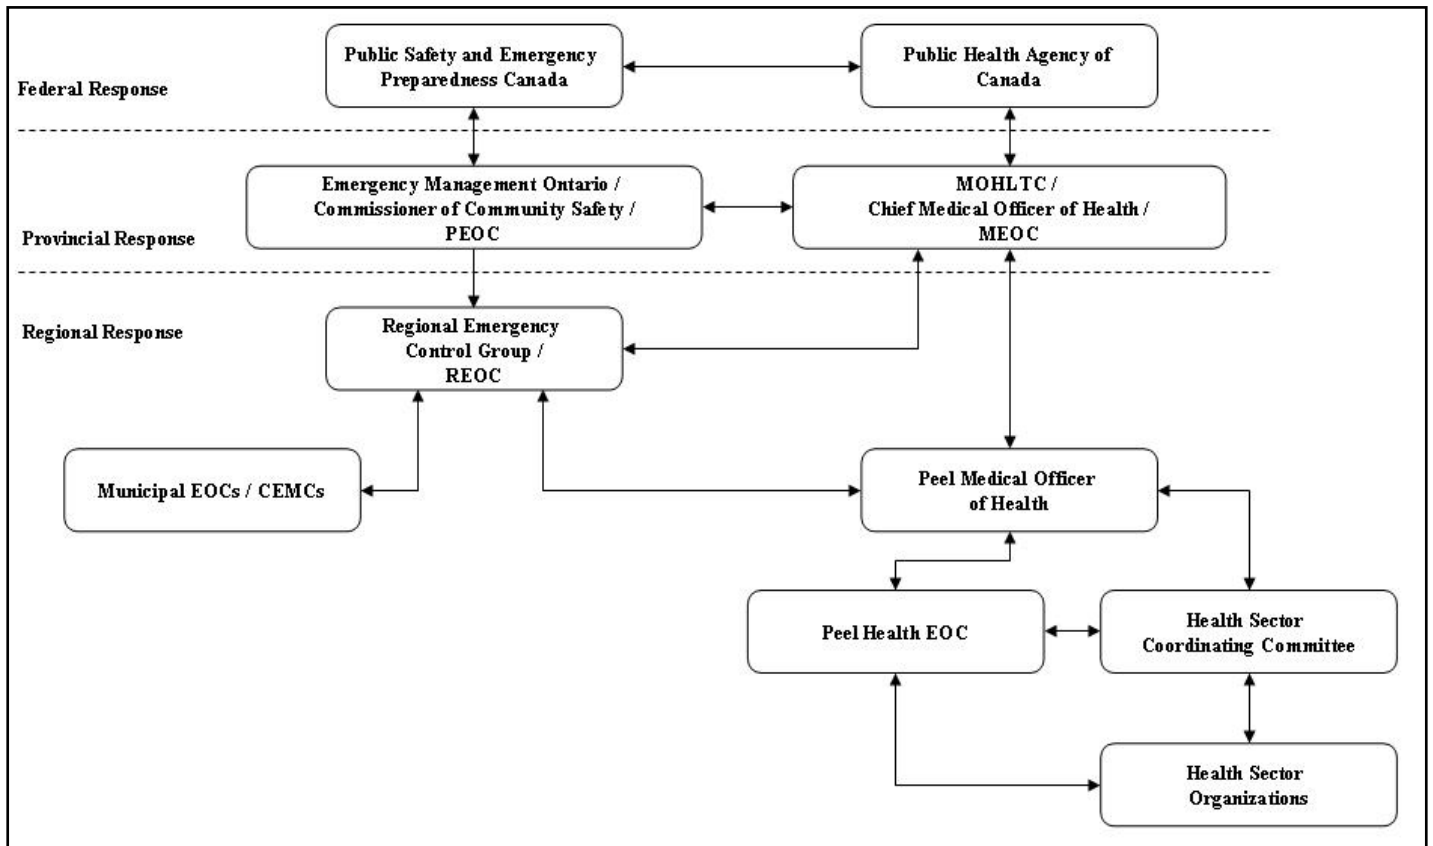 Public Safety and Emergency
Preparedness Canada
Public Health Agency of
Canada
Federal Response
Emergency Management Ontario /
Commissioner of Community Safety /
PEOC
MOHLTC /
Chief Medical Officer of Health /
MEOC
Provincial Response
Regional Response
Regional Emergency
Control Group /
REOC
Municipal EOCs / CEMCs
Peel Medical Officer
of Health
Peel Health EOC
Health Sector
Coordinating Committee
Health Sector
Organizations